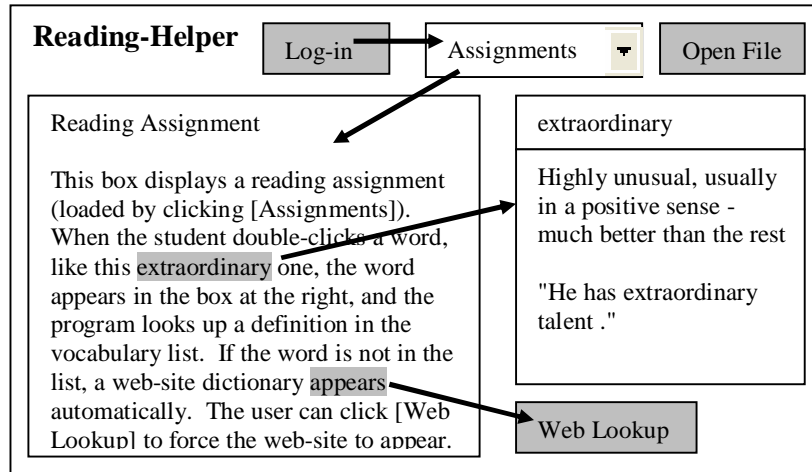 Reading-Helper
Log-in
Assignments
Open File
Reading Assignment
This box displays a reading assignment
(loaded by clicking [Assignments]).
When the student double-clicks a word,
like this extraordinary one, the word
appears in the box at the right, and the
program looks up a definition in the
vocabulary list. If the word is not in the
list, a web-site dictionary appears
automatically. The user can click [Web
Lookup] to force the web-site to appear.
extraordinary
Highly unusual, usually
in a positive sense -
much better than the rest
"He has extraordinary
talent ."
Web Lookup